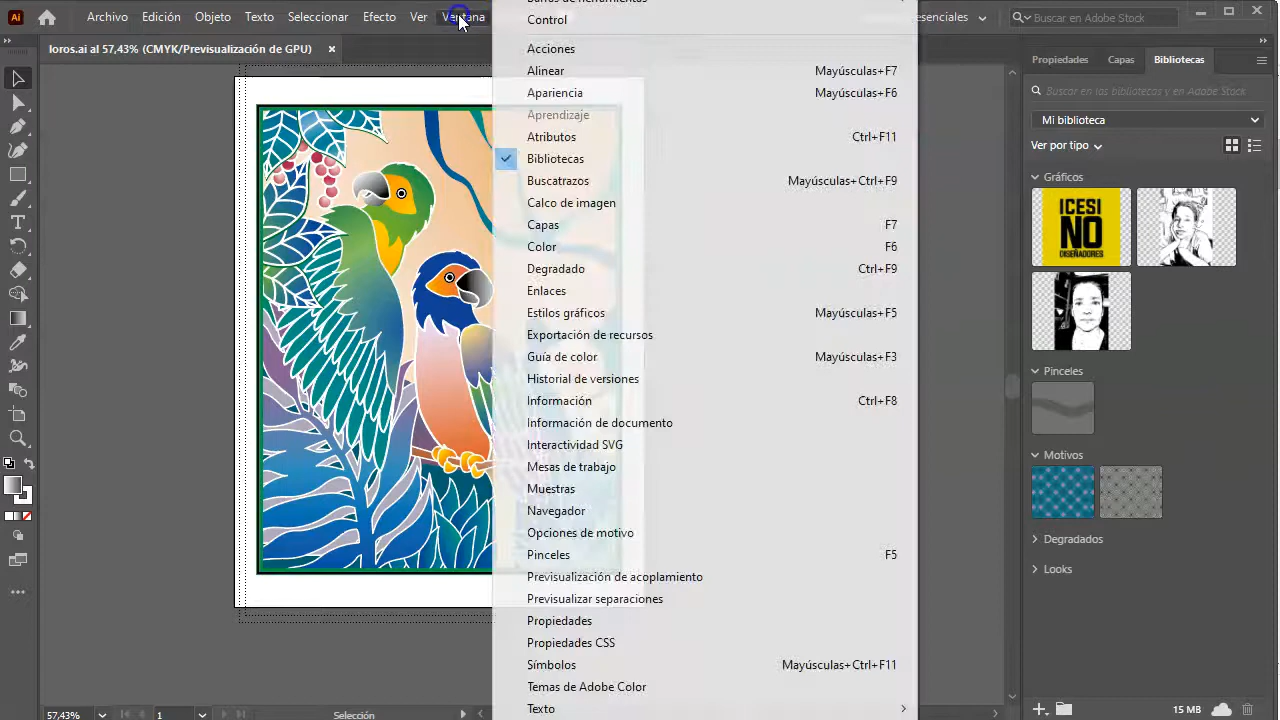 Ai
Archivo
Edición
Objeto
Texto
Seleccionar
Efecto
Ver
Ventana
esenciales
Buscar en Adobe Stock
loros.ai al 57,43% (CMYK/Previsualización de GPU)
Control
Acciones
Alinear Mayúsculas+F7
Apariencia Mayúsculas+F6
Aprendizaje
Atributos Ctrl+F11
Bibliotecas
Buscatrazos Mayúsculas+Ctrl+F9
Calco de imagen
Capas F7
Color F6
Degradado Ctrl+F9
Enlaces
Estilos gráficos Mayúsculas+F5
Exportación de recursos
Guía de color Mayúsculas+F3
Historial de versiones
Información Ctrl+F8
Información de documento
Interactividad SVG
Mesas de trabajo
Muestras
Navegador
Opciones de motivo
Pinceles F5
Previsualización de acoplamiento
Previsualizar separaciones
Propiedades
Propiedades CSS
Símbolos Mayúsculas+Ctrl+F11
Temas de Adobe Color
Texto
Propiedades
Capas
Bibliotecas
Buscar en las bibliotecas y en Adobe Stock
Mi biblioteca
Ver por tipo
Gráficos
ICESI
NO
DISEÑADORES
Pinceles
Motivos
Degradados
Looks
57,43%
1
Selección
15 MB